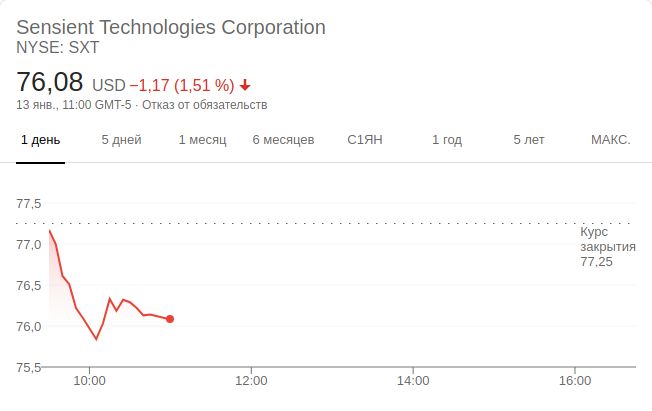 Sensient Technologies Corporation
NYSE: SXT
76,08 USD −1,17 (1,51 %)
13 янв., 11:00 GMT-5 · Отказ от обязательств
1 день 5 дней 1 месяц 6 месяцев С1ЯН 1 год 5 лет МАКС.
77,5
Курс
77,0 закрытия
77,25
76,5
76,0
75,5
10:00 12:00 14:00 16:00